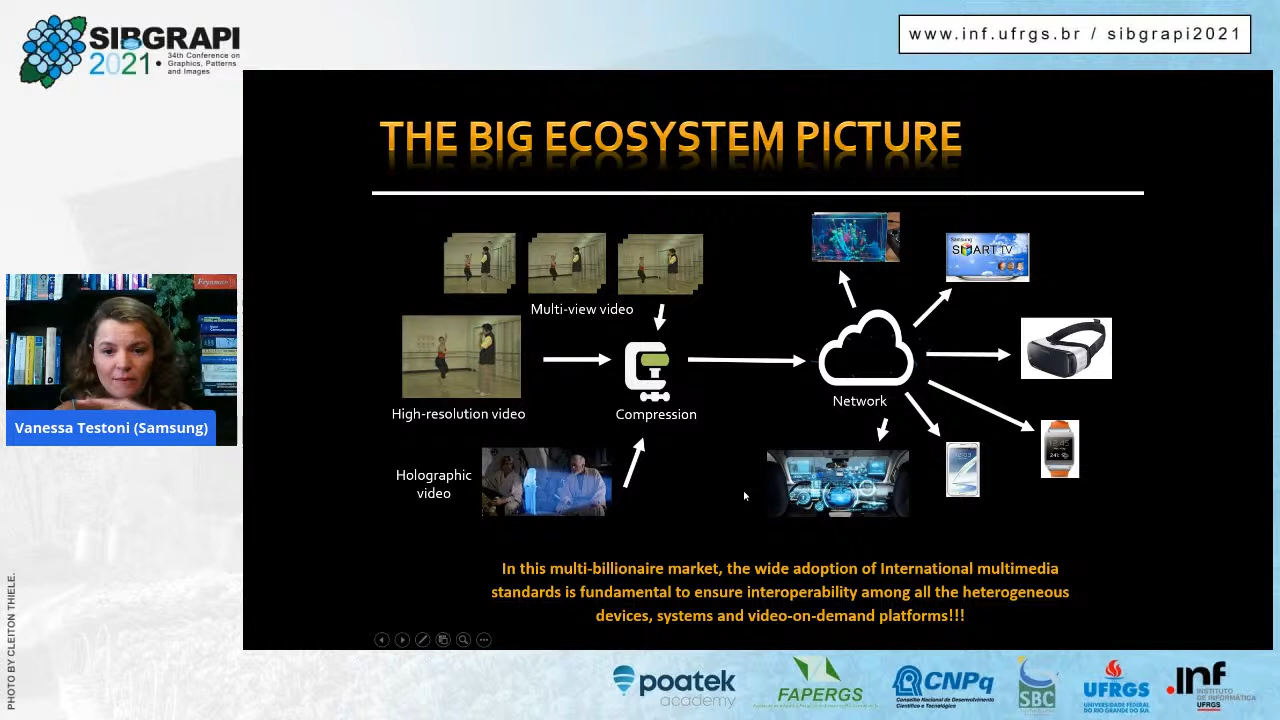 SIBGRAPI
2021
34th Conference on
Graphics, Patterns
and Images
www.inf.ufrgs.br / sibgrapi2021
THE BIG ECOSYSTEM PICTURE
Samsung
SMART TV
Multi-view video
High-resolution video
Compression
Network
Holographic
video
Vanessa Testoni (Samsung)
In this multi-billionaire market, the wide adoption of International multimedia
standards is fundamental to ensure interoperability among all the heterogeneous
devices, systems and video-on-demand platforms!!!
PHOTO BY CLEITON THIELE.
poatek
academy
FAPERGS
CNPq
Conselho Nacional de Desenvolvimento
Científico e Tecnológico
SBC
UFRGS
UNIVERSIDADE FEDERAL
DO RIO GRANDE DO SUL
.inf
INSTITUTO
DE INFORMÁTICA
UFRGS